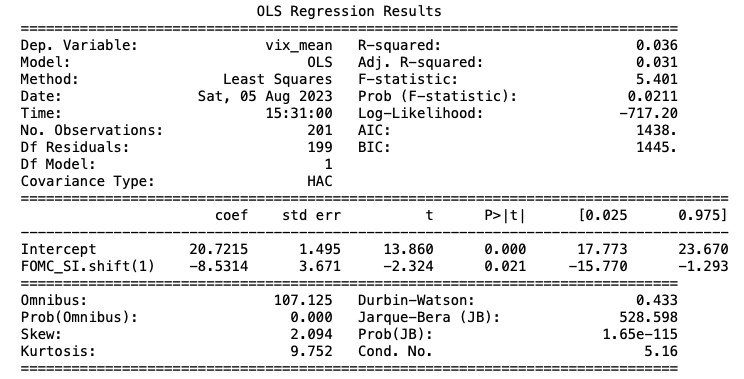 OLS Regression Results
==============================================================================
Dep. Variable: vix_mean R-squared: 0.036
Model: OLS Adj. R-squared: 0.031
Method: Least Squares F-statistic: 5.401
Date: Sat, 05 Aug 2023 Prob (F-statistic): 0.0211
Time: 15:31:00 Log-Likelihood: -717.20
No. Observations: 201 AIC: 1438.
Df Residuals: 199 BIC: 1445.
Df Model: 1
Covariance Type: HAC
====================================================================================
coef std err t P>|t| [0.025 0.975]
------------------------------------------------------------------------------------
Intercept 20.7215 1.495 13.860 0.000 17.773 23.670
FOMC_SI.shift(1) -8.5314 3.671 -2.324 0.021 -15.770 -1.293
==============================================================================
Omnibus: 107.125 Durbin-Watson: 0.433
Prob(Omnibus): 0.000 Jarque-Bera (JB): 528.598
Skew: 2.094 Prob(JB): 1.65e-115
Kurtosis: 9.752 Cond. No. 5.16
==============================================================================